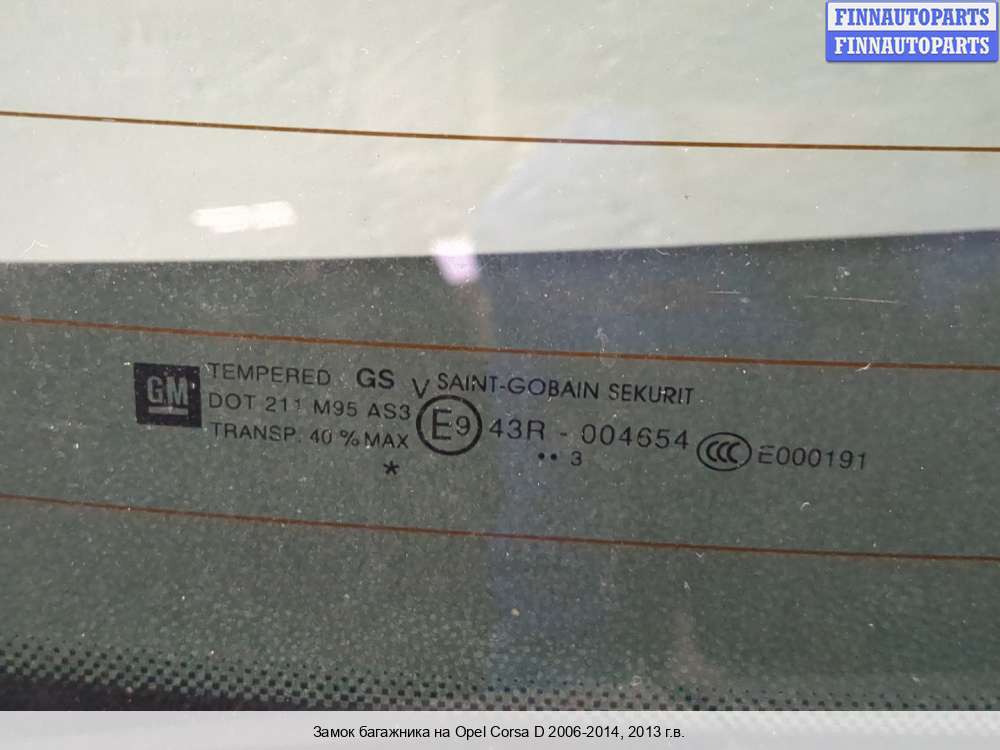 FINNAUTOPARTS
FINNAUTOPARTS
GM
TEMPERED GS V SAINT-GOBAIN SEKURIT
DOT 211 M95 AS3 E9 43R - 004654 CCC E000191
TRANSP. 40 % MAX
* •• 3
Замок багажника на Opel Corsa D 2006-2014, 2013 г.в.